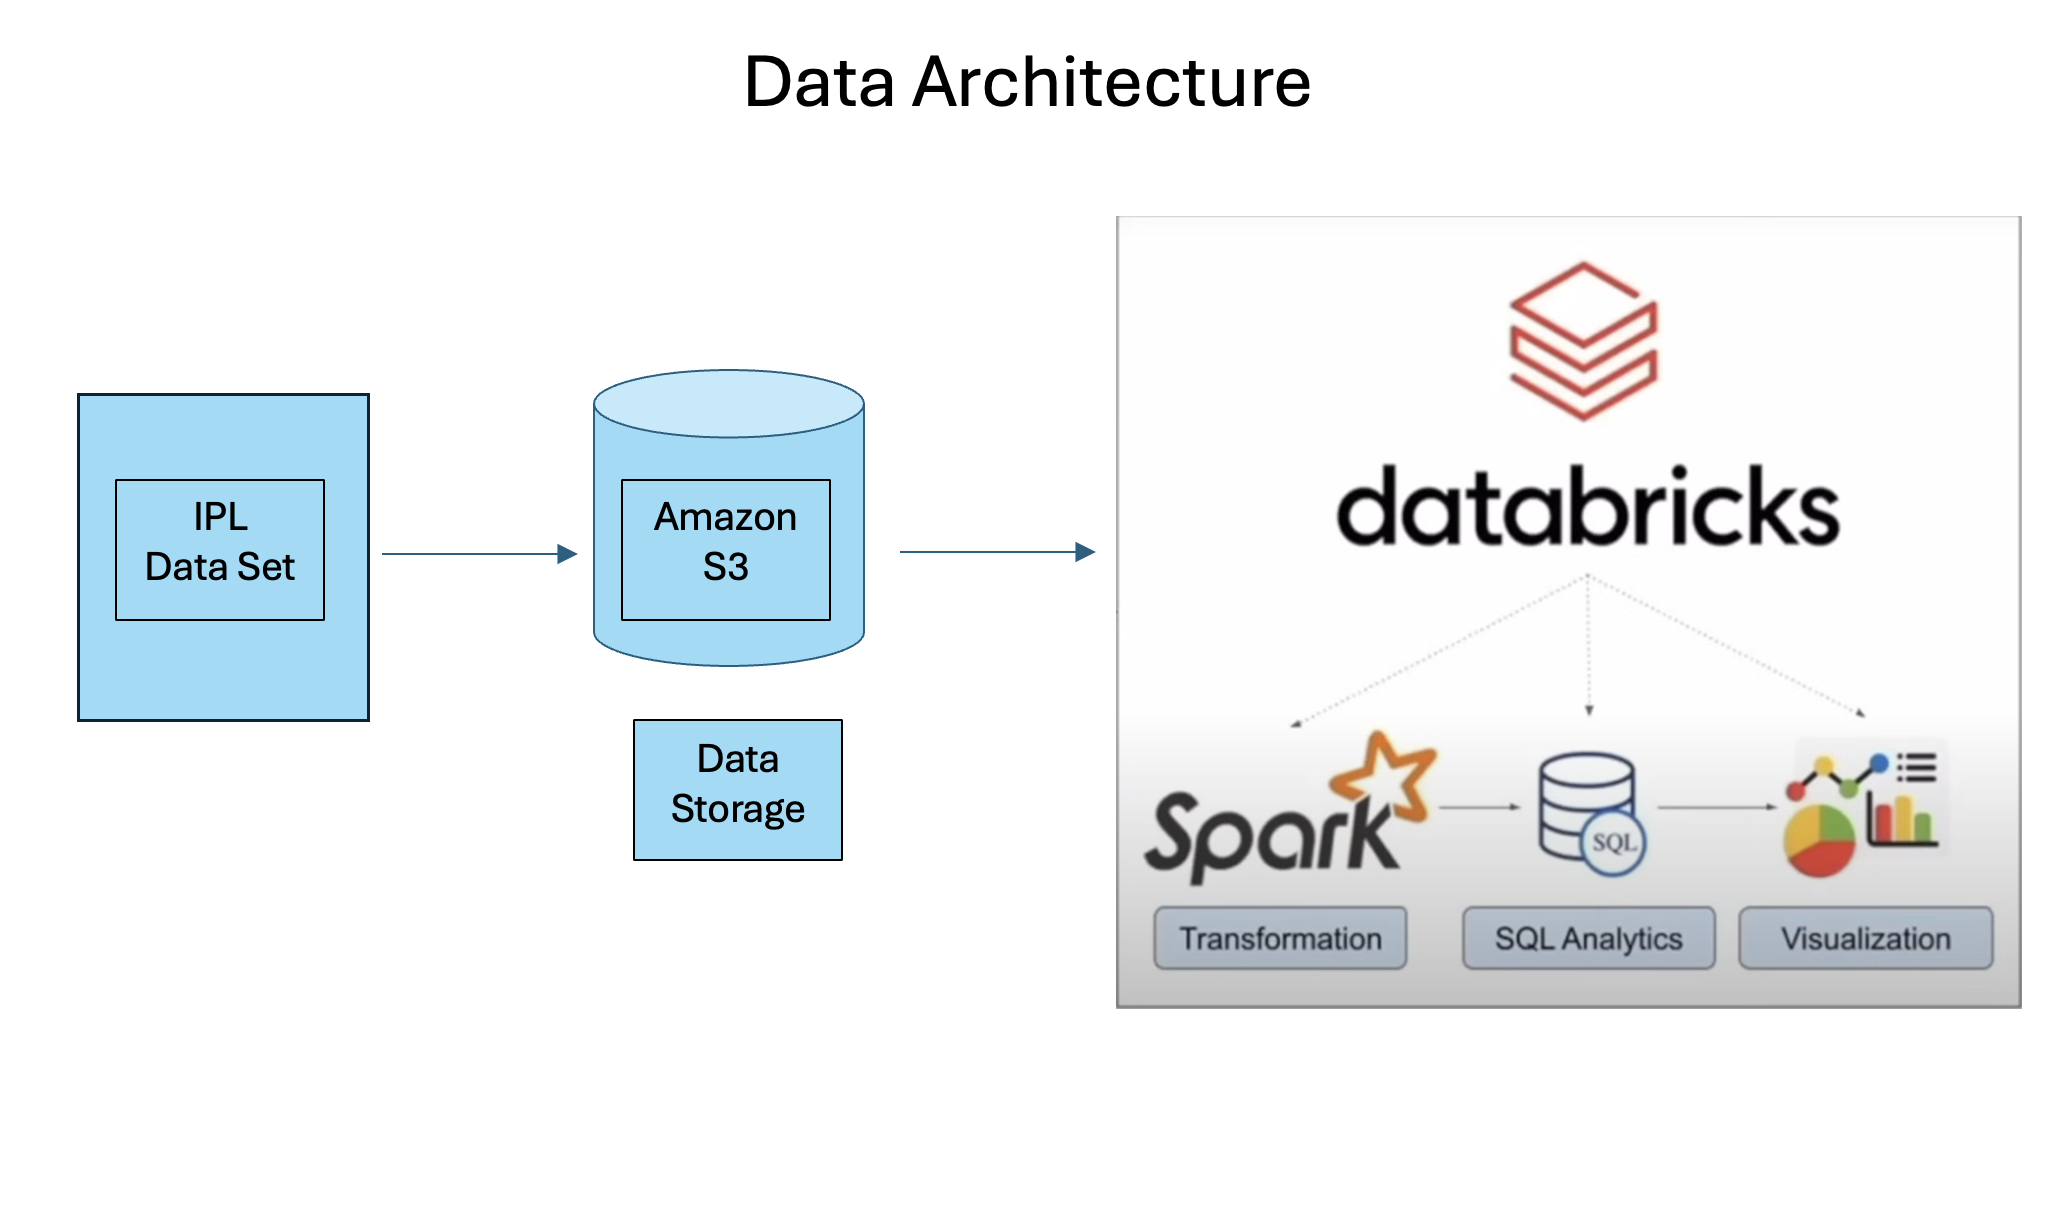 Data Architecture
IPL
Data Set
Amazon
S3
Data
Storage
databricks
Spark
SQL
Transformation
SQL Analytics
Visualization